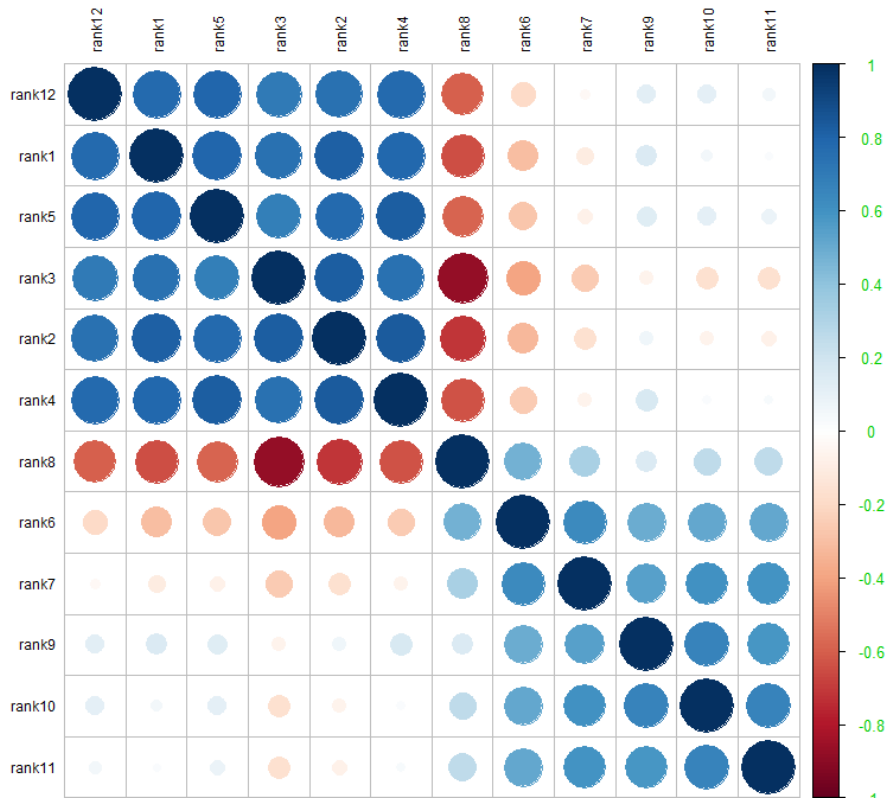 rank12 rank1 rank5 rank3 rank2 rank4 rank8 rank6 rank7 rank9 rank10 rank11
rank12
rank1
rank5
rank3
rank2
rank4
rank8
rank6
rank7
rank9
rank10
rank11
1
0.8
0.6
0.4
0.2
0
-0.2
-0.4
-0.6
-0.8
-1